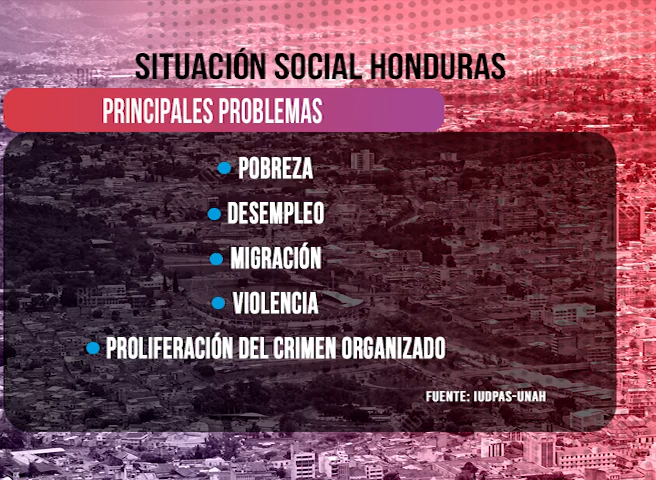 SITUACIÓN SOCIAL HONDURAS
PRINCIPALES PROBLEMAS
POBREZA
DESEMPLEO
MIGRACIÓN
VIOLENCIA
PROLIFERACIÓN DEL CRIMEN ORGANIZADO
FUENTE: IUDPAS-UNAH